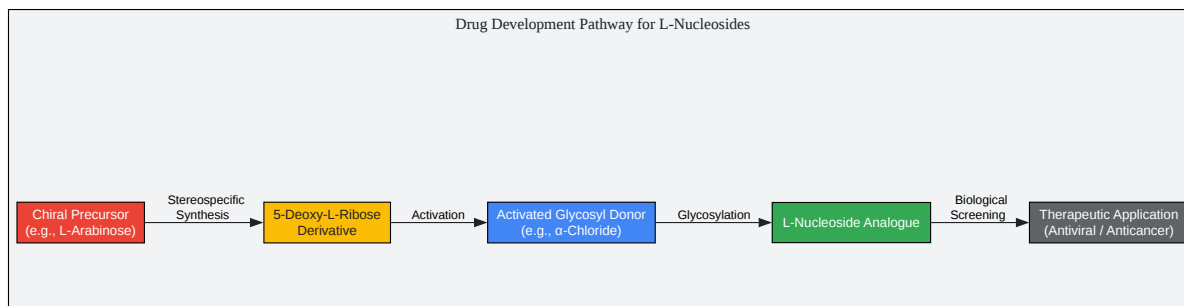 Drug Development Pathway for L-Nucleosides
Chiral Precursor
(e.g., L-Arabinose)
Stereospecific
Synthesis
5-Deoxy-L-Ribose
Derivative
Activation
Activated Glycosyl Donor
(e.g., α-Chloride)
Glycosylation
L-Nucleoside Analogue
Biological
Screening
Therapeutic Application
(Antiviral / Anticancer)